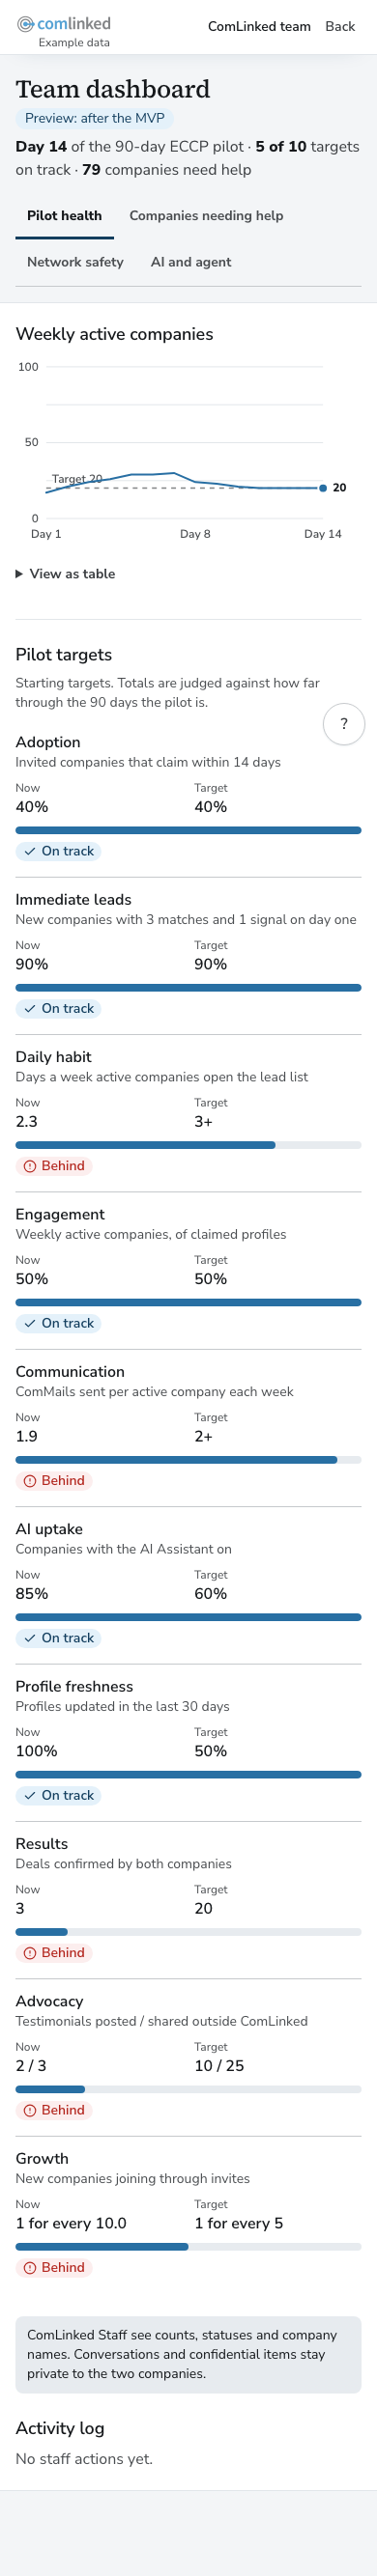 comlinked
Example data
ComLinked team
Back
Team dashboard
Preview: after the MVP
Day 14 of the 90-day ECCP pilot · 5 of 10 targets
on track · 79 companies need help
Pilot health
Companies needing help
Network safety
AI and agent
Weekly active companies
100
50
Target 20
20
0
Day 1
Day 8
Day 14
▶ View as table
Pilot targets
Starting targets. Totals are judged against how far
through the 90 days the pilot is.
?
Adoption
Invited companies that claim within 14 days
Now
Target
40%
40%
On track
Immediate leads
New companies with 3 matches and 1 signal on day one
Now
Target
90%
90%
On track
Daily habit
Days a week active companies open the lead list
Now
Target
2.3
3+
Behind
Engagement
Weekly active companies, of claimed profiles
Now
Target
50%
50%
On track
Communication
ComMails sent per active company each week
Now
Target
1.9
2+
Behind
AI uptake
Companies with the AI Assistant on
Now
Target
85%
60%
On track
Profile freshness
Profiles updated in the last 30 days
Now
Target
100%
50%
On track
Results
Deals confirmed by both companies
Now
Target
3
20
Behind
Advocacy
Testimonials posted / shared outside ComLinked
Now
Target
2 / 3
10 / 25
Behind
Growth
New companies joining through invites
Now
Target
1 for every 10.0
1 for every 5
Behind
ComLinked Staff see counts, statuses and company
names. Conversations and confidential items stay
private to the two companies.
Activity log
No staff actions yet.